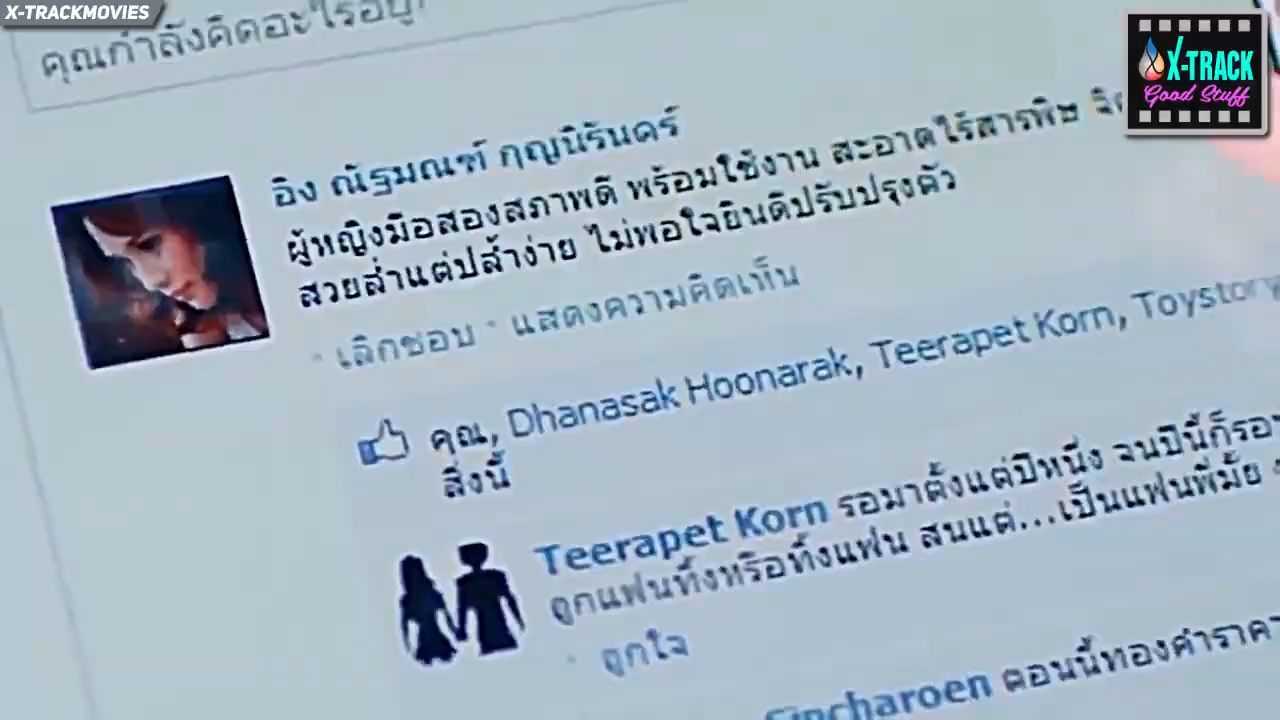 X-TRACKMOVIES
X-TRACK
Good Stuff
คุณกำลังคิดอะไรอยู่
อิง ณัฐมณฑ์ กุญนิรันดร์
ผู้หญิงมือสองสภาพดี พร้อมใช้งาน สะอาดไร้สารพิษ
สวยส่ำแต่ปล้ำง่าย ไม่พอใจยินดีปรับปรุงตัว
· เลิกชอบ · แสดงความคิดเห็น
คุณ, Dhanasak Hoonarak, Teerapet Korn, Toystory
สิ่งนี้
Teerapet Korn รอมาตั้งแต่ปีหนึ่ง จนปีนี้ก็รอ
ถูกแฟนทิ้งหรือทิ้งแฟน สนแต่...เป็นแฟนพี่มั้ย
· ถูกใจ
Sincharoen ตอนนี้ทองคำราคา